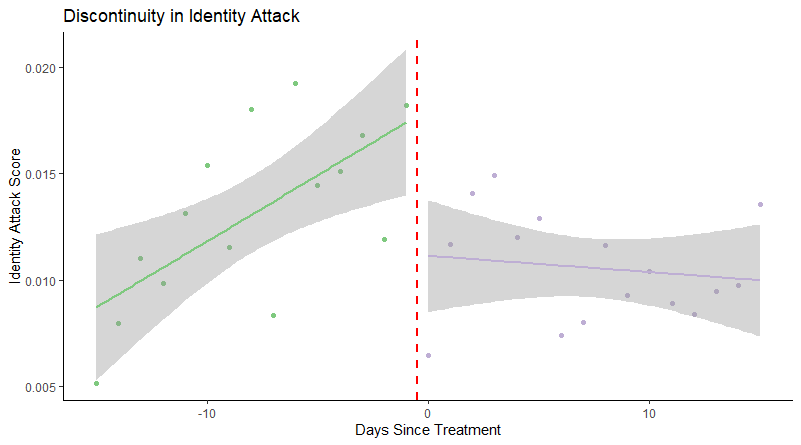 Discontinuity in Identity Attack
Identity Attack Score
0.020
0.015
0.010
0.005
-10
0
10
Days Since Treatment